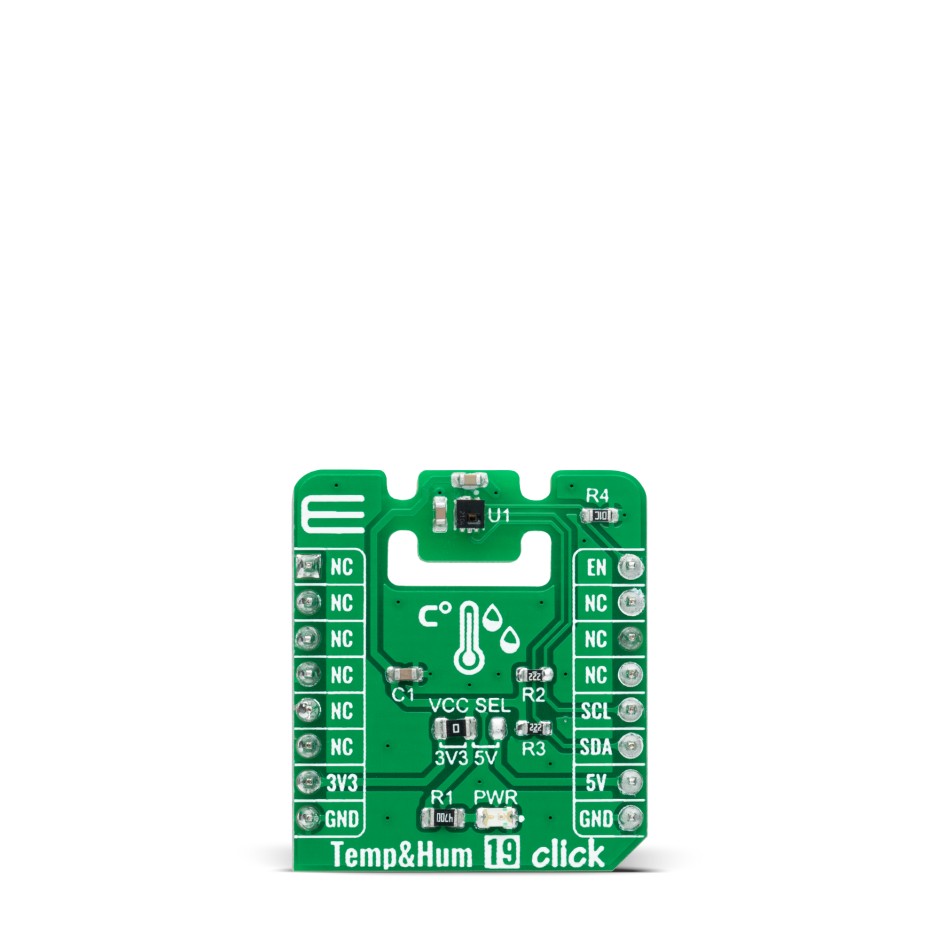 R4
U1
NC
EN
NC
NC
NC
NC
C°
NC
NC
C1
R2
NC
SCL
VCC SEL
0
NC
SDA
R3
3V3 5V
3V3
5V
R1 PWR
GND
GND
Temp&Hum 19 click